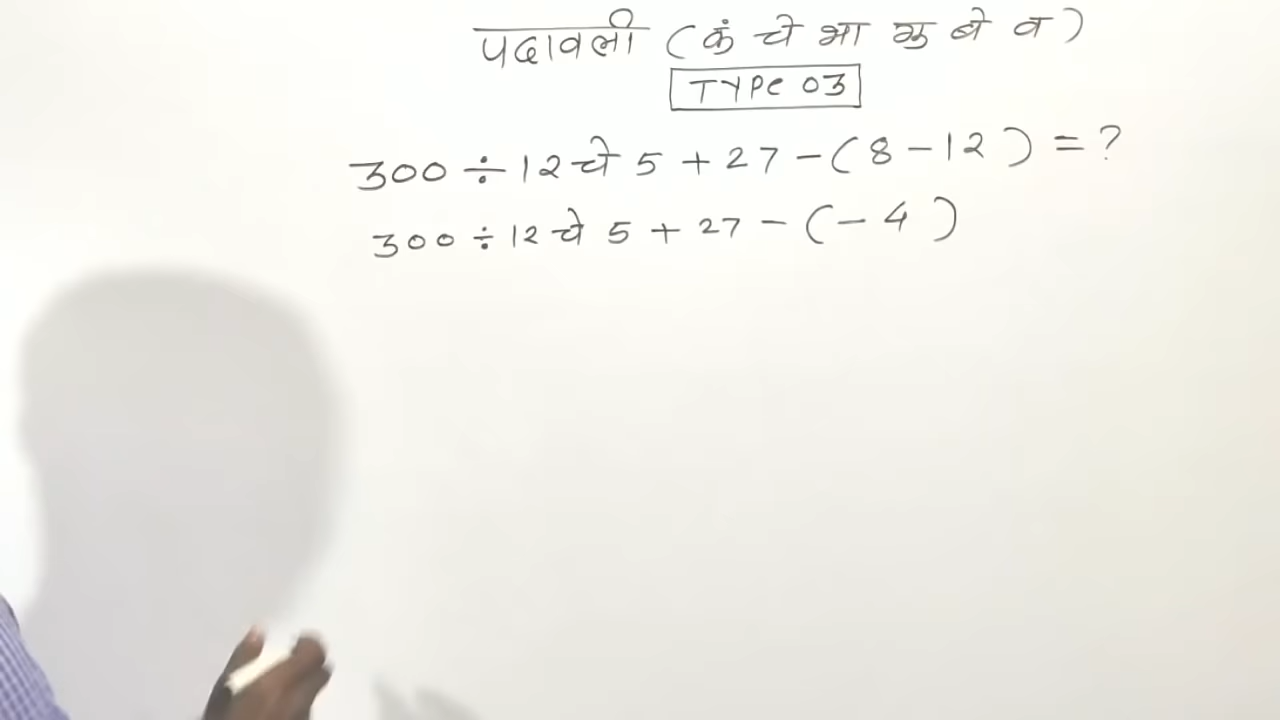 पदावली (कं चे भा गु बे व)
TYPE 03
300 ÷ 12 चे 5 + 27 - (8 - 12) = ?
300 ÷ 12 चे 5 + 27 - (-4)